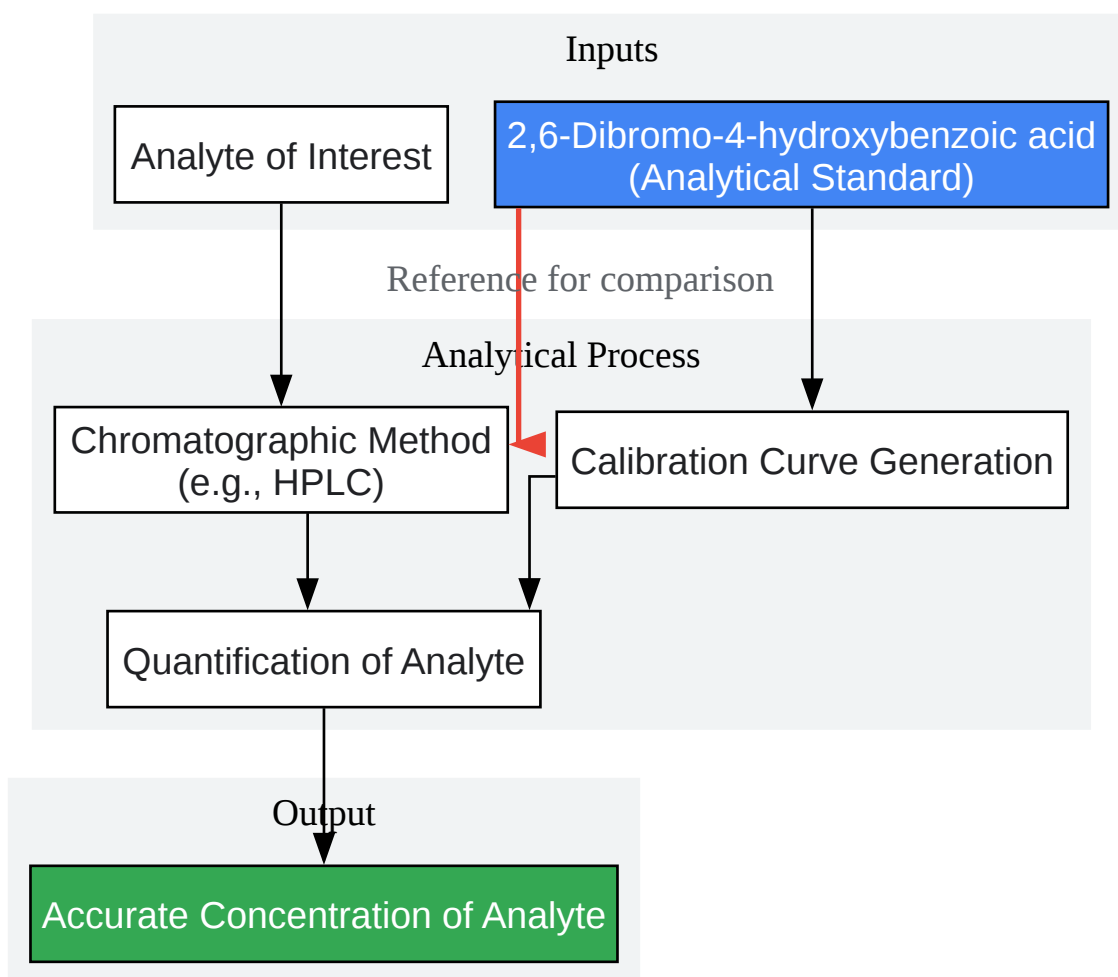 Inputs
Analyte of Interest
2,6-Dibromo-4-hydroxybenzoic acid
(Analytical Standard)
Reference for comparison
Analytical Process
Chromatographic Method
(e.g., HPLC)
Calibration Curve Generation
Quantification of Analyte
Output
Accurate Concentration of Analyte